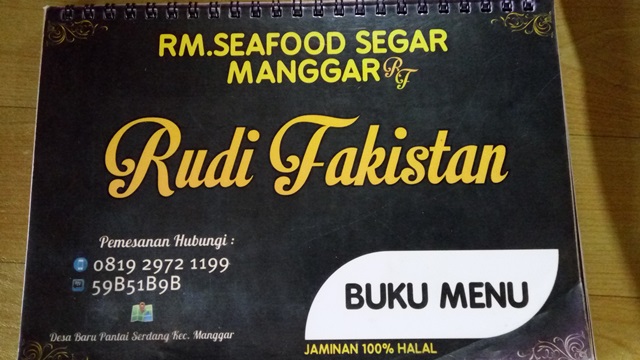 RM.SEAFOOD SEGAR
MANGGAR RF
Rudi Fakistan
Pemesanan Hubungi :
0819 2972 1199
59B51B9B
BUKU MENU
Desa Baru Pantai Serdang Kec. Manggar
JAMINAN 100% HALAL